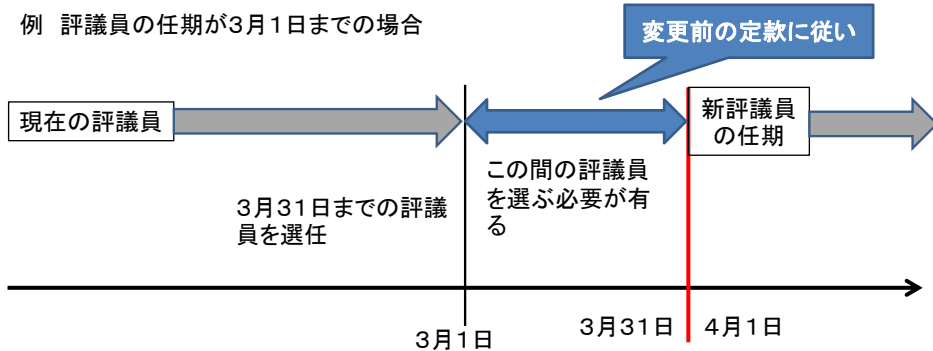 例　評議員の任期が3月1日までの場合
変更前の定款に従い
現在の評議員
新評議員
の任期
この間の評議員
を選ぶ必要が有
る
3月31日までの評議
員を選任
3月1日
3月31日
4月1日